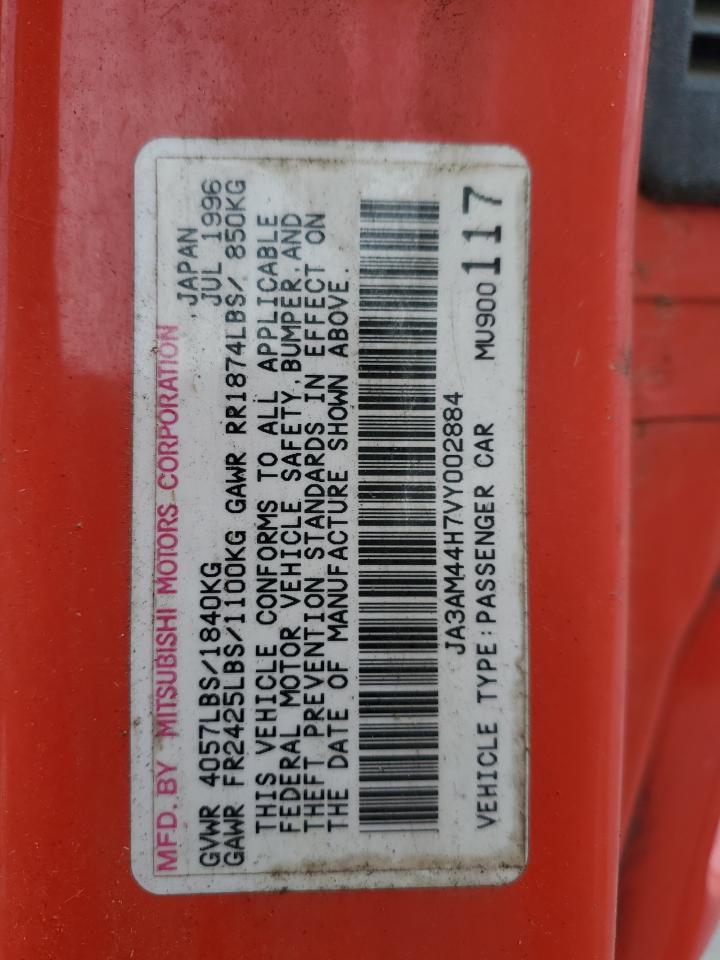 MFD. BY MITSUBISHI MOTORS CORPORATION JAPAN
GVWR 4057LBS/1840KG JUL 1996
GAWR FR2425LBS/1100KG GAWR RR1874LBS/ 850KG
THIS VEHICLE CONFORMS TO ALL APPLICABLE
FEDERAL MOTOR VEHICLE SAFETY,BUMPER,AND
THEFT PREVENTION STANDARDS IN EFFECT ON
THE DATE OF MANUFACTURE SHOWN ABOVE.
JA3AM44H7VY002884
VEHICLE TYPE:PASSENGER CAR MU900117